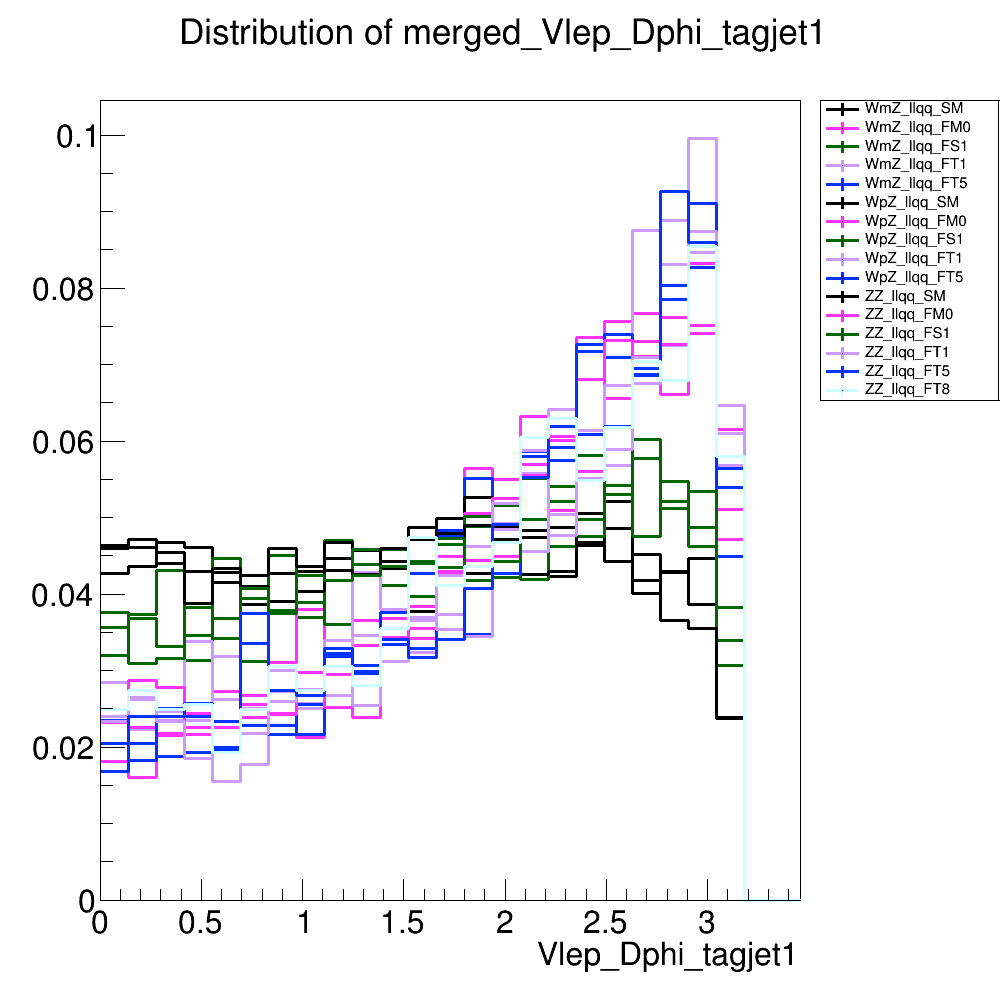 Distribution of merged_Vlep_Dphi_tagjet1
WmZ_llqq_SM
WmZ_llqq_FM0
WmZ_llqq_FS1
WmZ_llqq_FT1
WmZ_llqq_FT5
WpZ_llqq_SM
WpZ_llqq_FM0
WpZ_llqq_FS1
WpZ_llqq_FT1
WpZ_llqq_FT5
ZZ_llqq_SM
ZZ_llqq_FM0
ZZ_llqq_FS1
ZZ_llqq_FT1
ZZ_llqq_FT5
ZZ_llqq_FT8
0.1
0.08
0.06
0.04
0.02
0
0 0.5 1 1.5 2 2.5 3
Vlep_Dphi_tagjet1